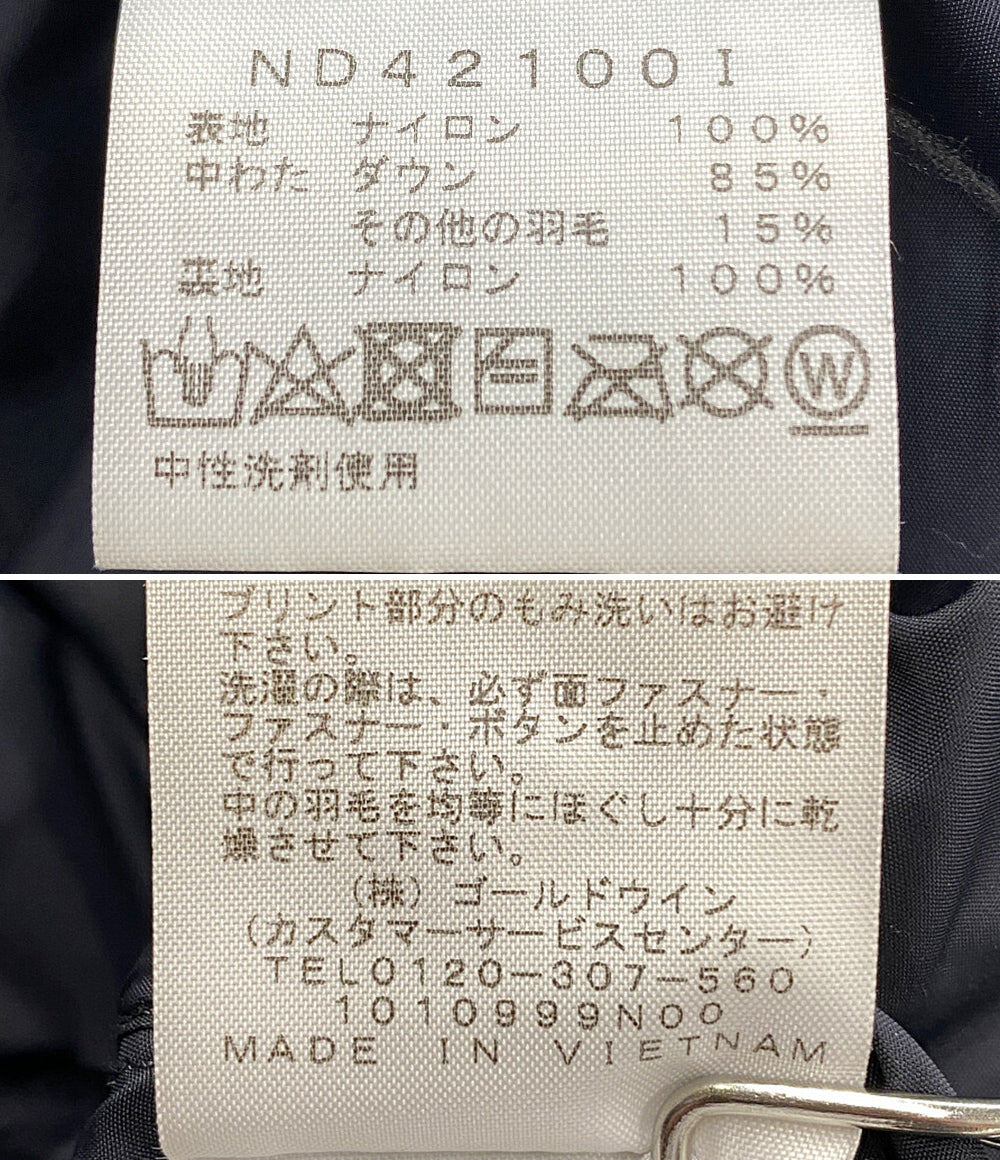 ND42100I
表地 ナイロン 100%
中わた ダウン 85%
その他の羽毛 15%
裏地 ナイロン 100%
W
中性洗剤使用
プリント部分のもみ洗いはお避け
下さい。
洗濯の際は、必ず面ファスナー・
ファスナー・ボタンを止めた状態
で行って下さい。
中の羽毛を均等にほぐし十分に乾
燥させて下さい。
(株)ゴールドウイン
(カスタマーサービスセンター)
TEL0120-307-560
1010999N00
MADE IN VIETNAM